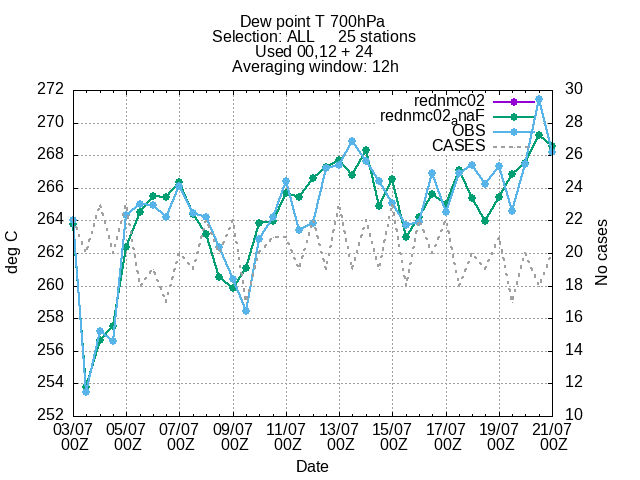 Dew point T 700hPa
Selection: ALL 25 stations
Used 00,12 + 24
Averaging window: 12h
272
270
268
266
264
262
260
258
256
254
252
deg C
30
28
26
24
22
20
18
16
14
12
10
No cases
rednmc02
rednmc02anaF
OBS
CASES
03/07 05/07 07/07 09/07 11/07 13/07 15/07 17/07 19/07 21/07
00Z 00Z 00Z 00Z 00Z 00Z 00Z 00Z 00Z 00Z
Date